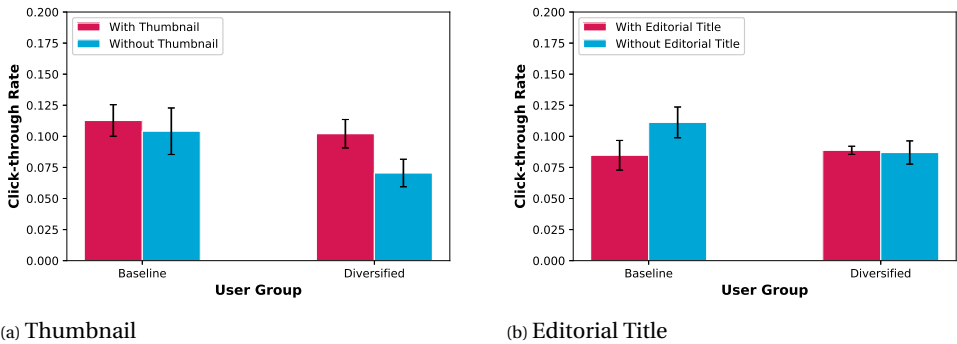 0.200
0.175
0.150
0.125
0.100
0.075
0.050
0.025
0.000
Click-through Rate
With Thumbnail
Without Thumbnail
Baseline
Diversified
User Group
(a) Thumbnail
0.200
0.175
0.150
0.125
0.100
0.075
0.050
0.025
0.000
Click-through Rate
With Editorial Title
Without Editorial Title
Baseline
Diversified
User Group
(b) Editorial Title